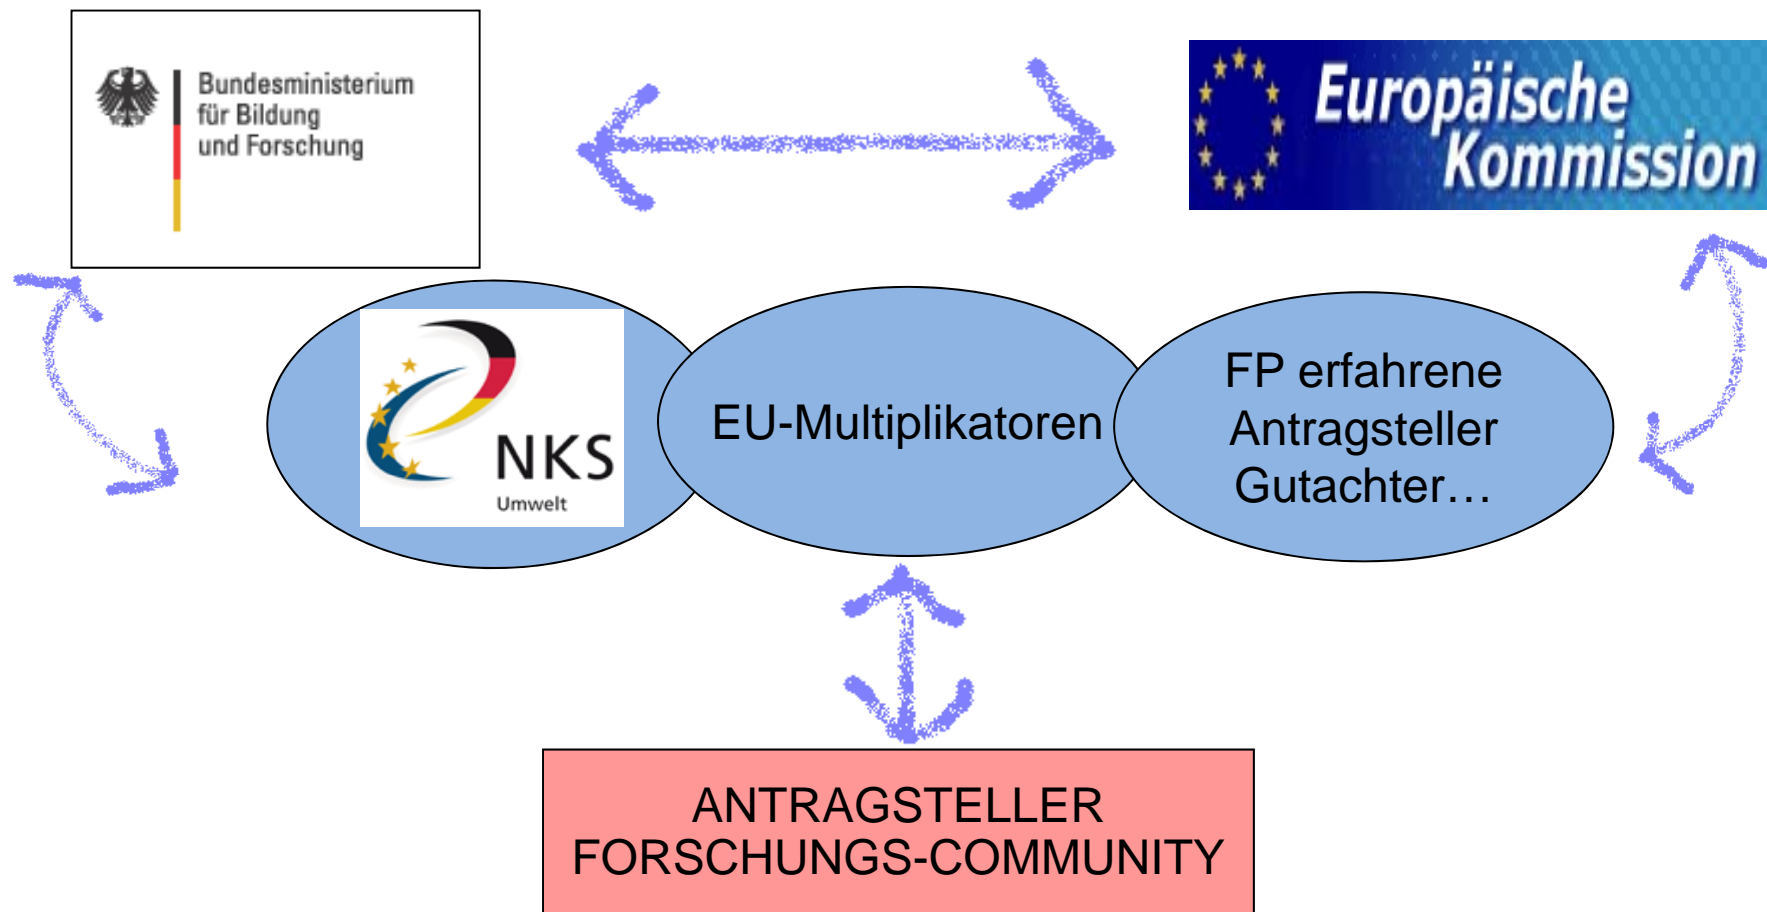 Bundesministerium
für Bildung
und Forschung
Europäische
Kommission
NKS
Umwelt
EU-Multiplikatoren
FP erfahrene
Antragsteller
Gutachter…
ANTRAGSTELLER
FORSCHUNGS-COMMUNITY